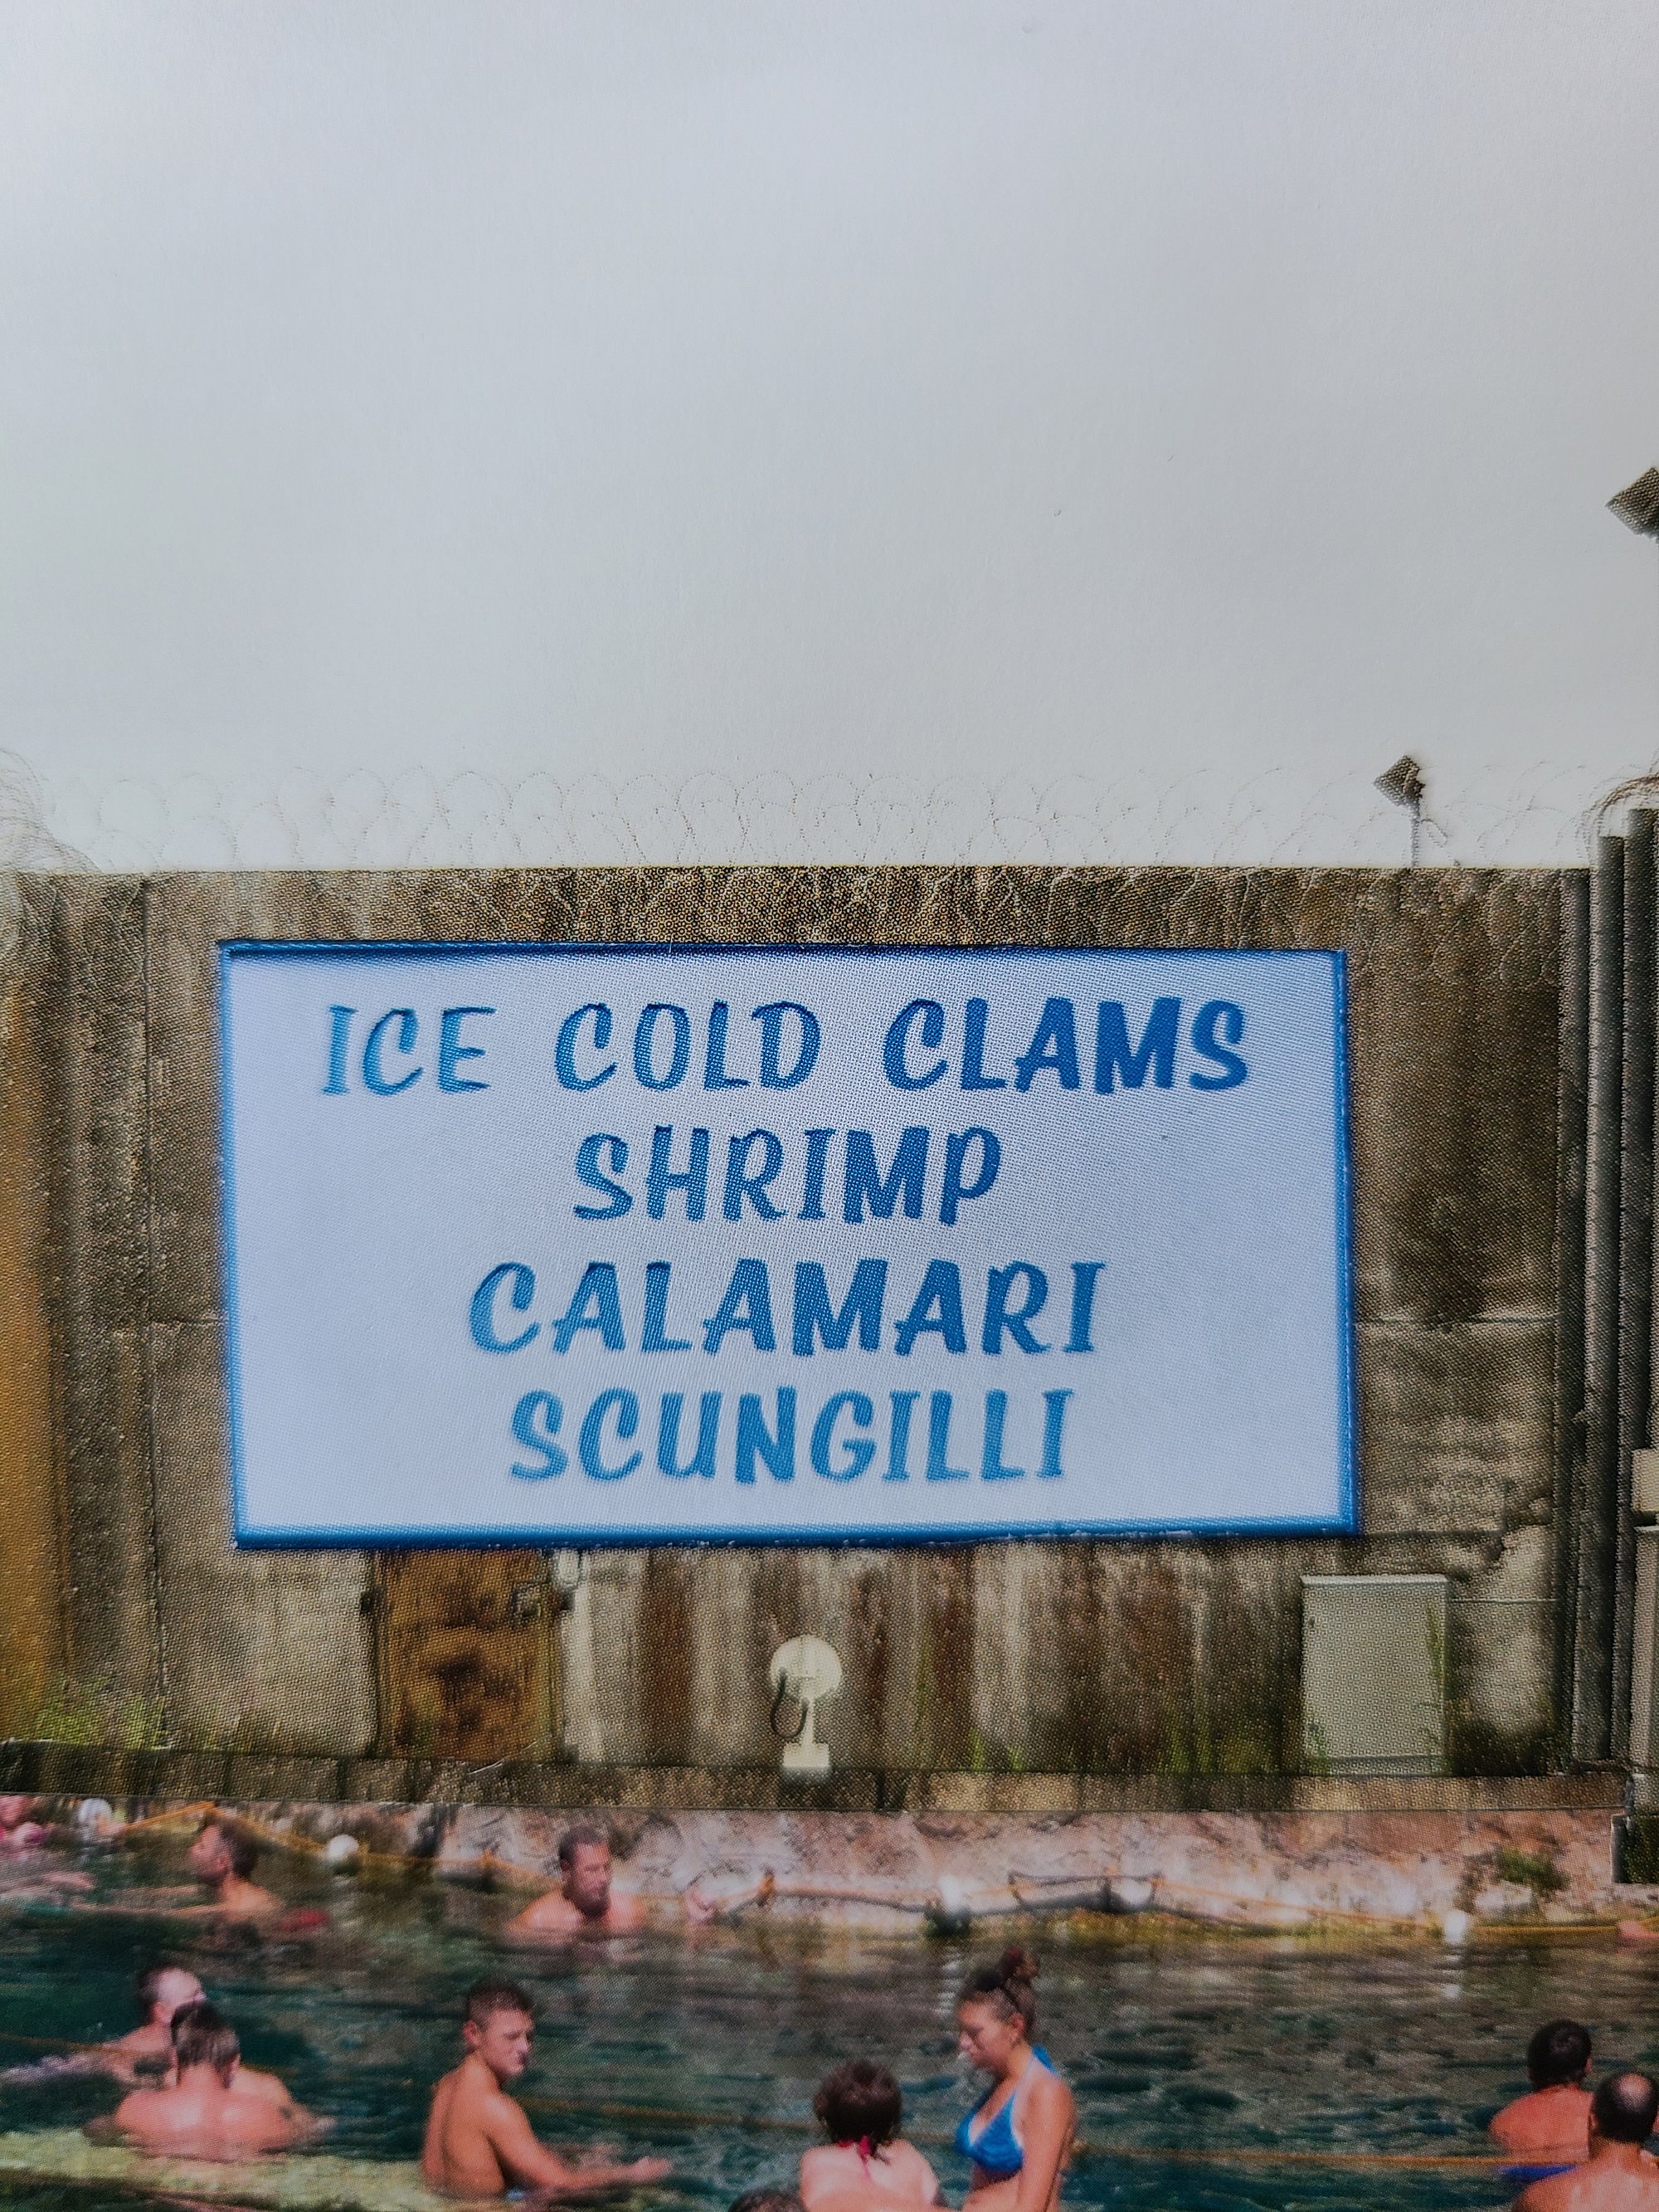 ICE COLD CLAMS
SHRIMP
CALAMARI
SCUNGILLI